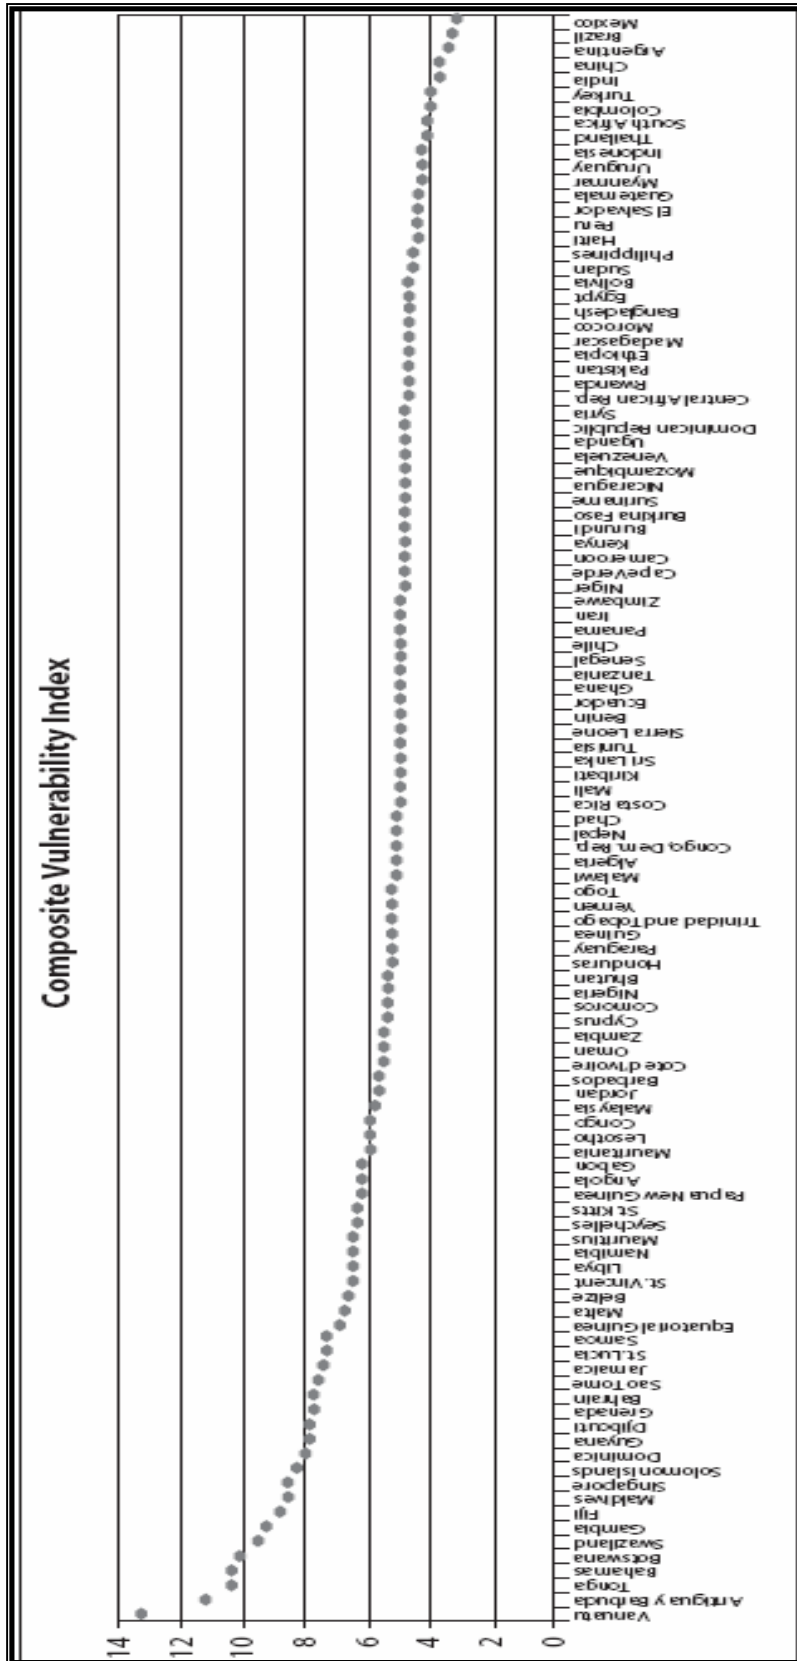 Composite Vulnerability Index
14
12
10
8
6
4
2
0
Vanuatu
Antigua y Barbuda
Tonga
Bahamas
Botswana
Swaziland
Gambia
Fiji
Maldives
Singapore
Solomon Islands
Dominica
Guyana
Djibouti
Grenada
Bahrain
Sao Tome
Jamaica
St. Lucia
Samoa
Equatorial Guinea
Malta
Belize
St. Vincent
Libya
Namibia
Mauritius
Seychelles
St. Kitts
Papua New Guinea
Angola
Gabon
Mauritania
Lesotho
Congo
Malaysia
Jordan
Barbados
Cote d'Ivoire
Oman
Zambia
Cyprus
Comoros
Nigeria
Bhutan
Honduras
Paraguay
Guinea
Trinidad and Tobago
Yemen
Togo
Malawi
Algeria
Congo, Dem. Rep.
Nepal
Chad
Costa Rica
Mali
Kiribati
Sri Lanka
Tunisia
Sierra Leone
Benin
Ecuador
Ghana
Tanzania
Senegal
Chile
Panama
Iran
Zimbawe
Niger
Cape Verde
Cameroon
Kenya
Burundi
Burkina Faso
Suriname
Nicaragua
Mozambique
Venezuela
Uganda
Dominican Republic
Syria
Central African Rep.
Rwanda
Pakistan
Ethiopia
Madagascar
Morocco
Bangladesh
Egypt
Bolivia
Sudan
Philippines
Haiti
Peru
El Salvador
Guatemala
Myanmar
Uruguay
Indonesia
Thailand
South Africa
Colombia
Turkey
India
China
Argentina
Brazil
Mexico